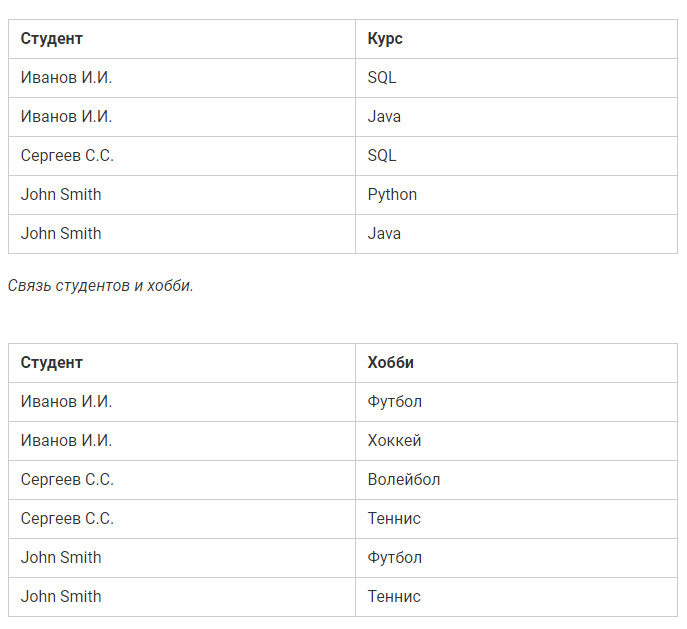 Студент Курс
Иванов И.И. SQL
Иванов И.И. Java
Сергеев С.С. SQL
John Smith Python
John Smith Java
Связь студентов и хобби.
Студент Хобби
Иванов И.И. Футбол
Иванов И.И. Хоккей
Сергеев С.С. Волейбол
Сергеев С.С. Теннис
John Smith Футбол
John Smith Теннис